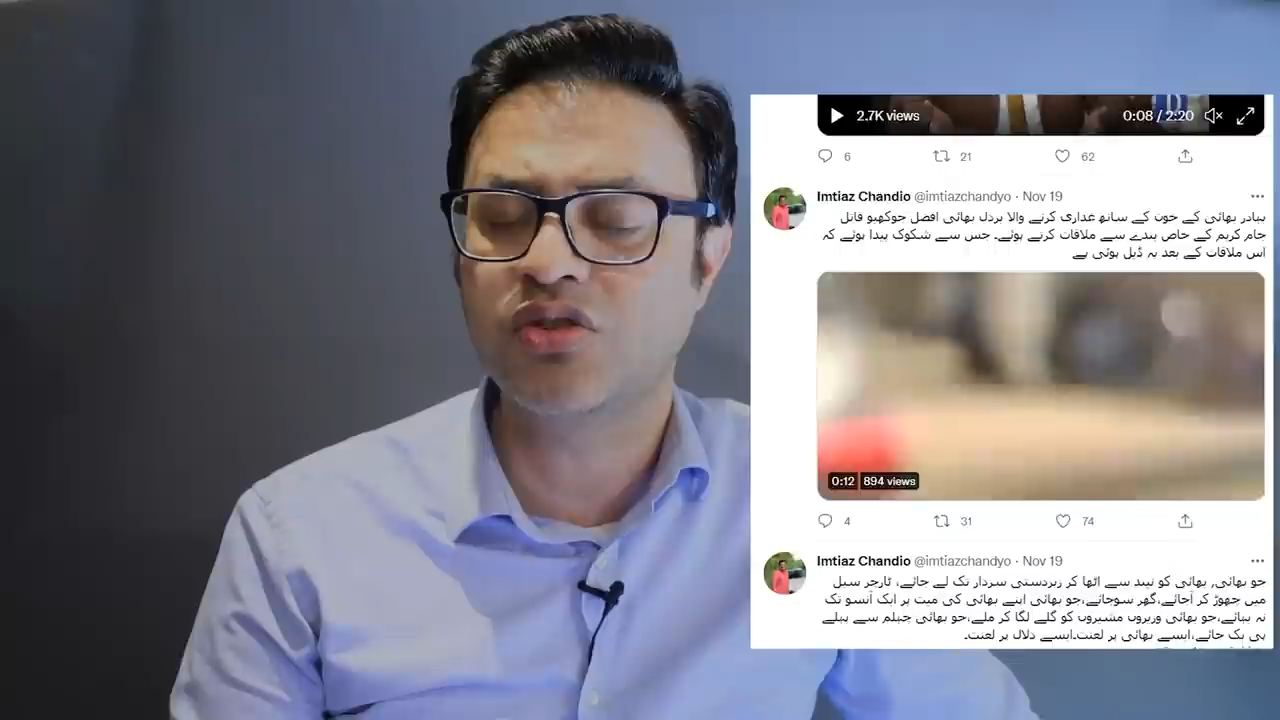 2.7K views
0:08 / 2:20
6
21
62
Imtiaz Chandio @imtiazchandyo · Nov 19
بہادر بھائی کے خون کے ساتھ غداری کرنے والا بزدل بھائی افضل جوکھیو قاتل
جام کریم کے خاص بندے سے ملاقات کرتے ہوئے۔ جس سے شکوک پیدا ہوئے کہ
اس ملاقات کے بعد یہ ڈیل ہوئی ہے
0:12
894 views
4
31
74
Imtiaz Chandio @imtiazchandyo · Nov 19
جو بھائی، بھائی کو نیند سے اٹھا کر زبردستی سردار تک لے جائے، ٹارچر سیل
میں چھوڑ کر آجائے،گھر سوجائے،جو بھائی اپنے بھائی کی میت پر ایک آنسو تک
نہ بہائے،جو بھائی وزیروں مشیروں کو گلے لگا کر ملے،جو بھائی چہلم سے پہلے
ہی بک جائے،ایسے بھائی پر لعنت۔ایسے دلال پر لعنت۔